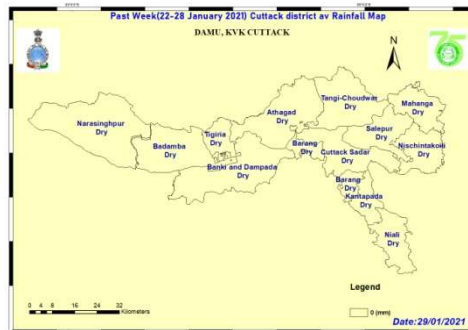 Past Week(22-28 January 2021) Cuttack district av Rainfall Map
DAMU, KVK CUTTACK
N
75
Narasinghpur
Dry
Badamba
Dry
Tigiria
Dry
Banki and Dampada
Dry
Athagad
Dry
Tangi-Choudwar
Dry
Mahanga
Dry
Salepur
Dry
Nischintakoili
Dry
Barang
Dry
Cuttack Sadar
Dry
Barang
Dry
Kantapada
Dry
Niali
Dry
Legend
0 (mm)
0 4 8 16 24 32
Kilometers
Date:29/01/2021